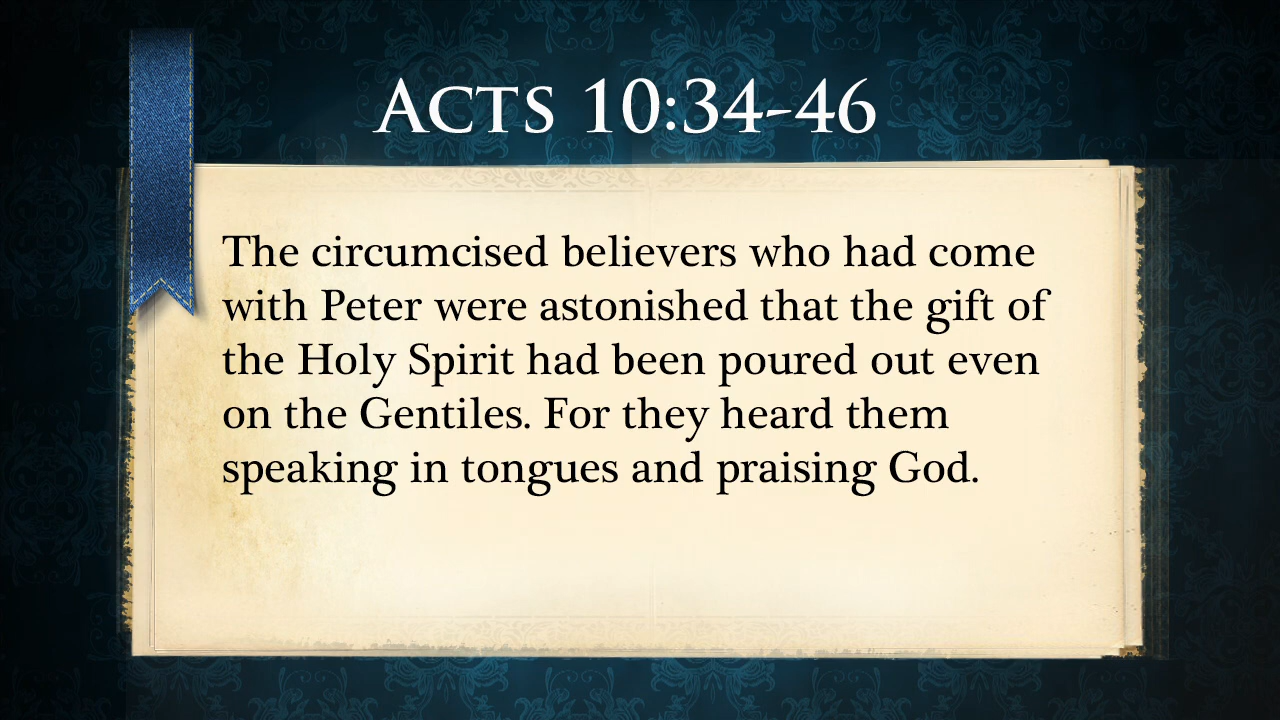 Acts 10:34-46
The circumcised believers who had come
with Peter were astonished that the gift of
the Holy Spirit had been poured out even
on the Gentiles. For they heard them
speaking in tongues and praising God.